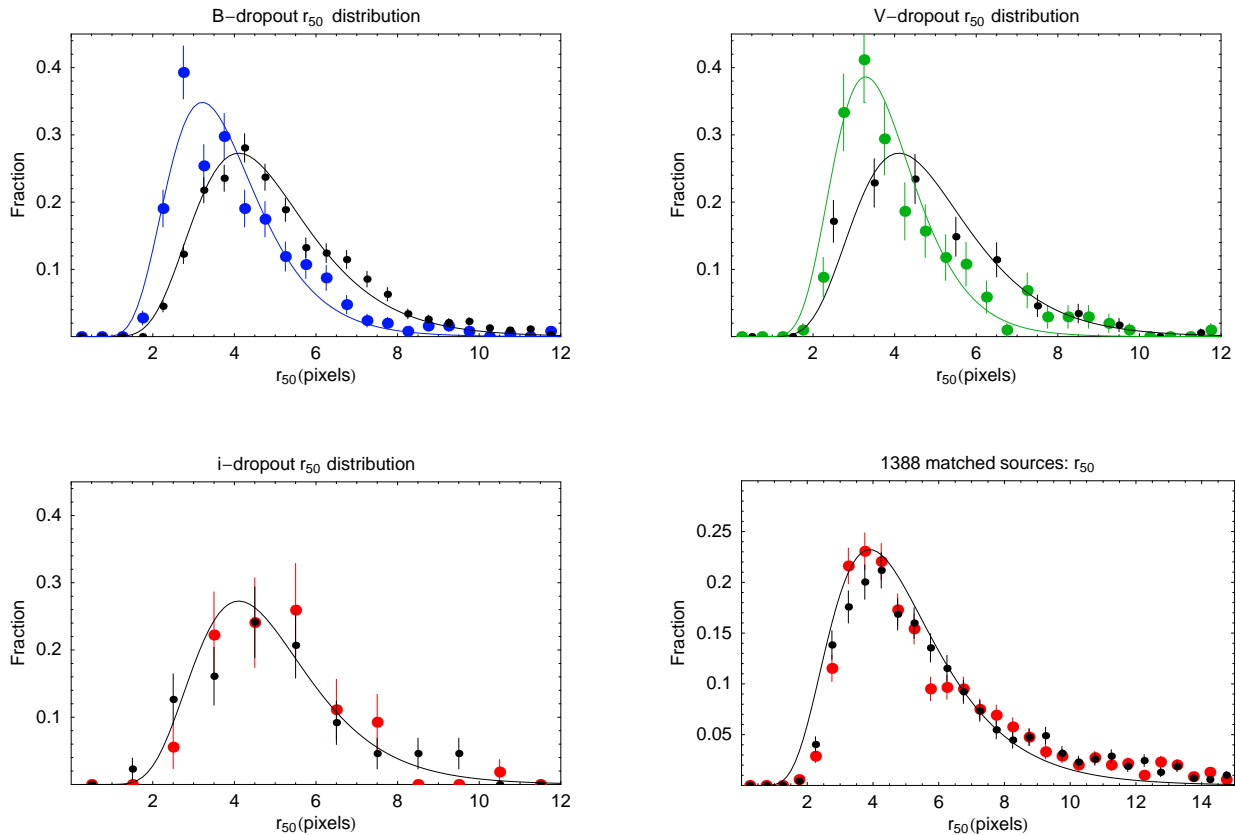 B−dropout r50 distribution
V−dropout r50 distribution
Fraction
0.4
0.3
0.2
0.1
2 4 6 8 10 12
r50(pixels)
Fraction
0.4
0.3
0.2
0.1
2 4 6 8 10 12
r50(pixels)
i−dropout r50 distribution
1388 matched sources: r50
Fraction
0.4
0.3
0.2
0.1
2 4 6 8 10 12
r50(pixels)
Fraction
0.25
0.20
0.15
0.10
0.05
2 4 6 8 10 12 14
r50(pixels)